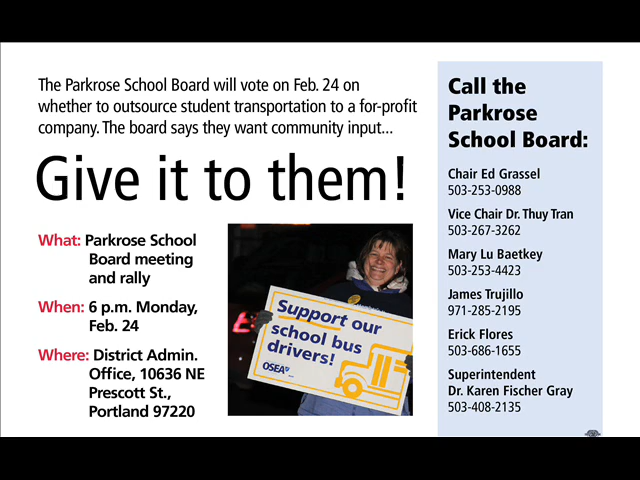 The Parkrose School Board will vote on Feb. 24 on
whether to outsource student transportation to a for-profit
company. The board says they want community input...
Give it to them!
What: Parkrose School
Board meeting
and rally
When: 6 p.m. Monday,
Feb. 24
Where: District Admin.
Office, 10636 NE
Prescott St.,
Portland 97220
Support our
school bus
drivers!
OSEA
Call the
Parkrose
School Board:
Chair Ed Grassel
503-253-0988
Vice Chair Dr. Thuy Tran
503-267-3262
Mary Lu Baetkey
503-253-4423
James Trujillo
971-285-2195
Erick Flores
503-686-1655
Superintendent
Dr. Karen Fischer Gray
503-408-2135